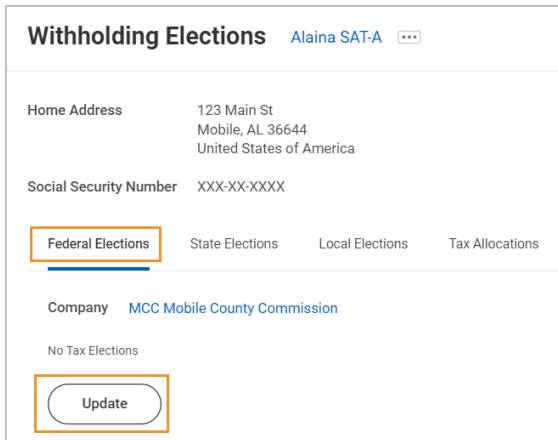 Withholding Elections Alaina SAT-A
Home Address 123 Main St
Mobile, AL 36644
United States of America
Social Security Number XXX-XX-XXXX
Federal Elections State Elections Local Elections Tax Allocations
Company MCC Mobile County Commission
No Tax Elections
Update